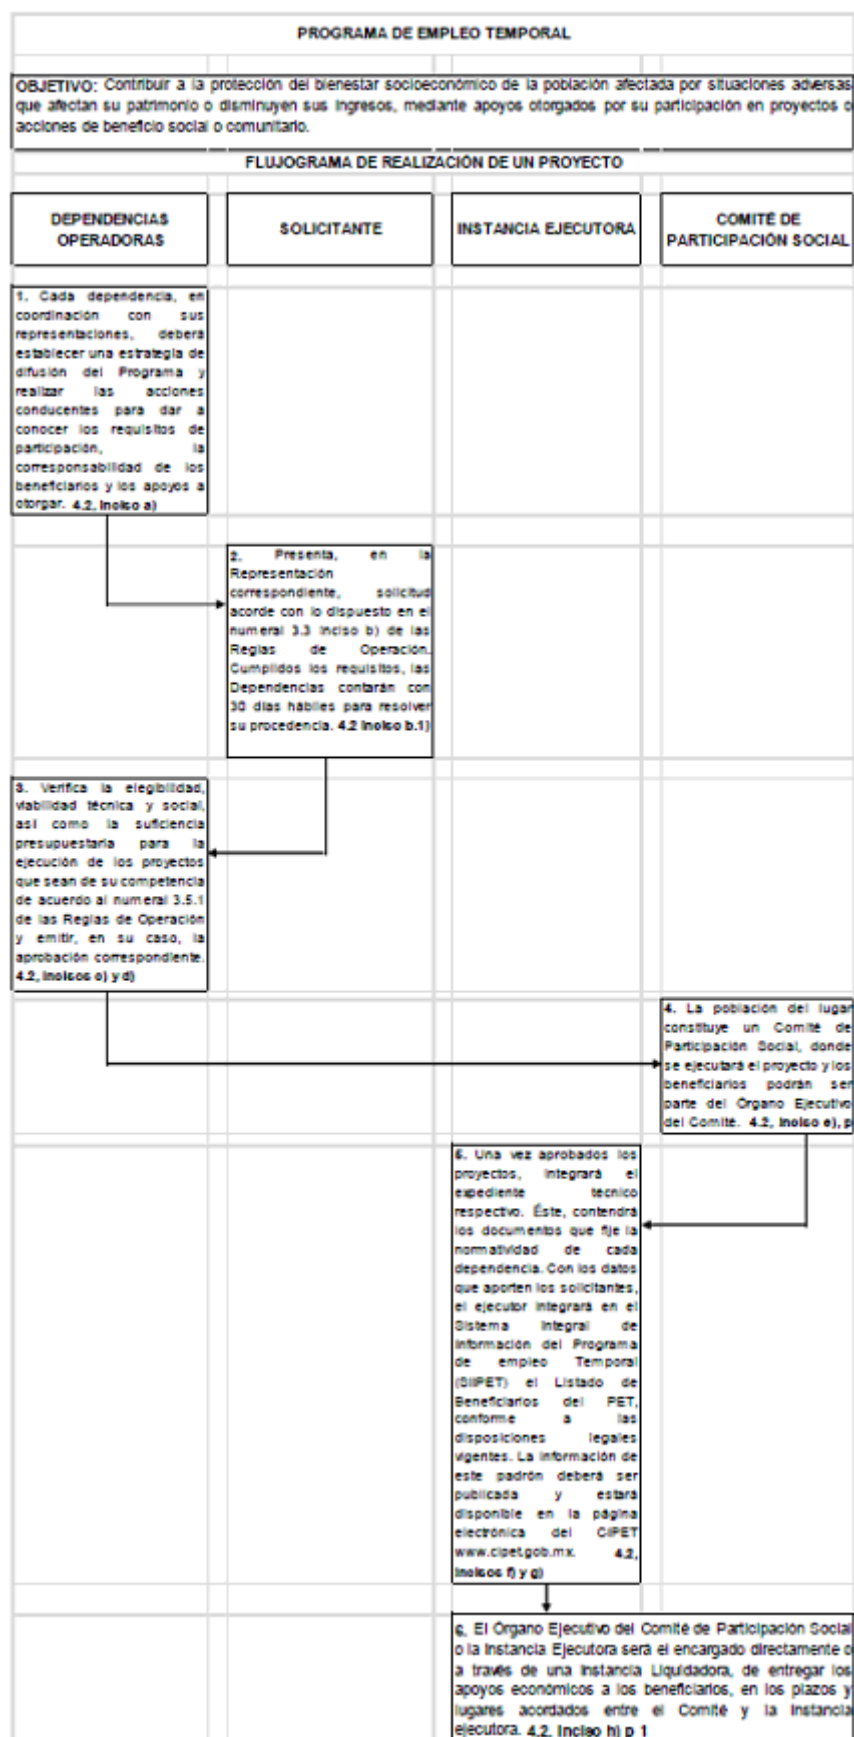 PROGRAMA DE EMPLEO TEMPORAL
OBJETIVO: Contribuir a la protección del bienestar socioeconómico de la población afectada por situaciones adversas
que afectan su patrimonio o disminuyen sus ingresos, mediante apoyos otorgados por su participación en proyectos o
acciones de beneficio social o comunitario.
FLUJOGRAMA DE REALIZACIÓN DE UN PROYECTO
DEPENDENCIAS
OPERADORAS
SOLICITANTE
INSTANCIA EJECUTORA
COMITÉ DE
PARTICIPACIÓN SOCIAL
1. Cada dependencia, en
coordinación con sus
representaciones, deberá
establecer una estrategia de
difusión del Programa y
realizar las acciones
conducentes para dar a
conocer los requisitos de
participación, la
corresponsabilidad de los
beneficiarios y los apoyos a
otorgar. 4.2, inciso a)
2. Presenta, en la
Representación
correspondiente, solicitud
acorde con lo dispuesto en el
numeral 3.3 inciso b) de las
Reglas de Operación.
Cumplidos los requisitos, las
Dependencias contarán con
30 días hábiles para resolver
su procedencia. 4.2 inciso b.1)
3. Verifica la elegibilidad,
viabilidad técnica y social,
así como la suficiencia
presupuestaria para la
ejecución de los proyectos
que sean de su competencia
de acuerdo al numeral 3.5.1
de las Reglas de Operación
y emitir, en su caso, la
aprobación correspondiente.
4.2, incisos c) y d)
4. La población del lugar
constituye un Comité de
Participación Social, donde
se ejecutará el proyecto y los
beneficiarios podrán ser
parte del Órgano Ejecutivo
del Comité. 4.2, inciso e), p
5. Una vez aprobados los
proyectos, integrará el
expediente técnico
respectivo. Éste, contendrá
los documentos que fije la
normatividad de cada
dependencia. Con los datos
que aporten los solicitantes,
el ejecutor integrará en el
Sistema Integral de
Información del Programa
de empleo Temporal
(SIIPET) el Listado de
Beneficiarios del PET,
conforme a las
disposiciones legales
vigentes. La información de
este padrón deberá ser
publicada y estará
disponible en la página
electrónica del CIPET
www.cipet.gob.mx. 4.2,
incisos f) y g)
6. El Órgano Ejecutivo del Comité de Participación Social
o la Instancia Ejecutora será el encargado directamente o
a través de una Instancia Liquidadora, de entregar los
apoyos económicos a los beneficiarios, en los plazos y
lugares acordados entre el Comité y la Instancia
ejecutora. 4.2, inciso h) p 1